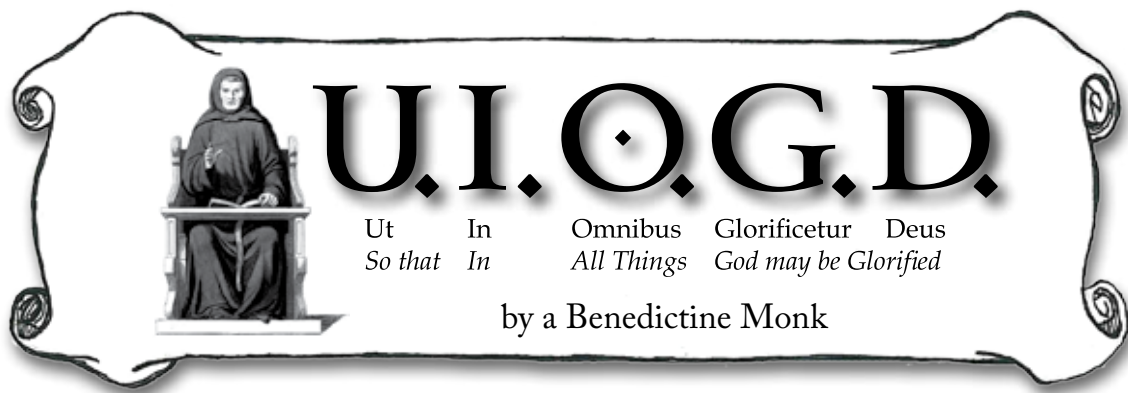 U.I.O.G.D.
Ut In Omnibus Glorificetur Deus
So that In All Things God may be Glorified
by a Benedictine Monk